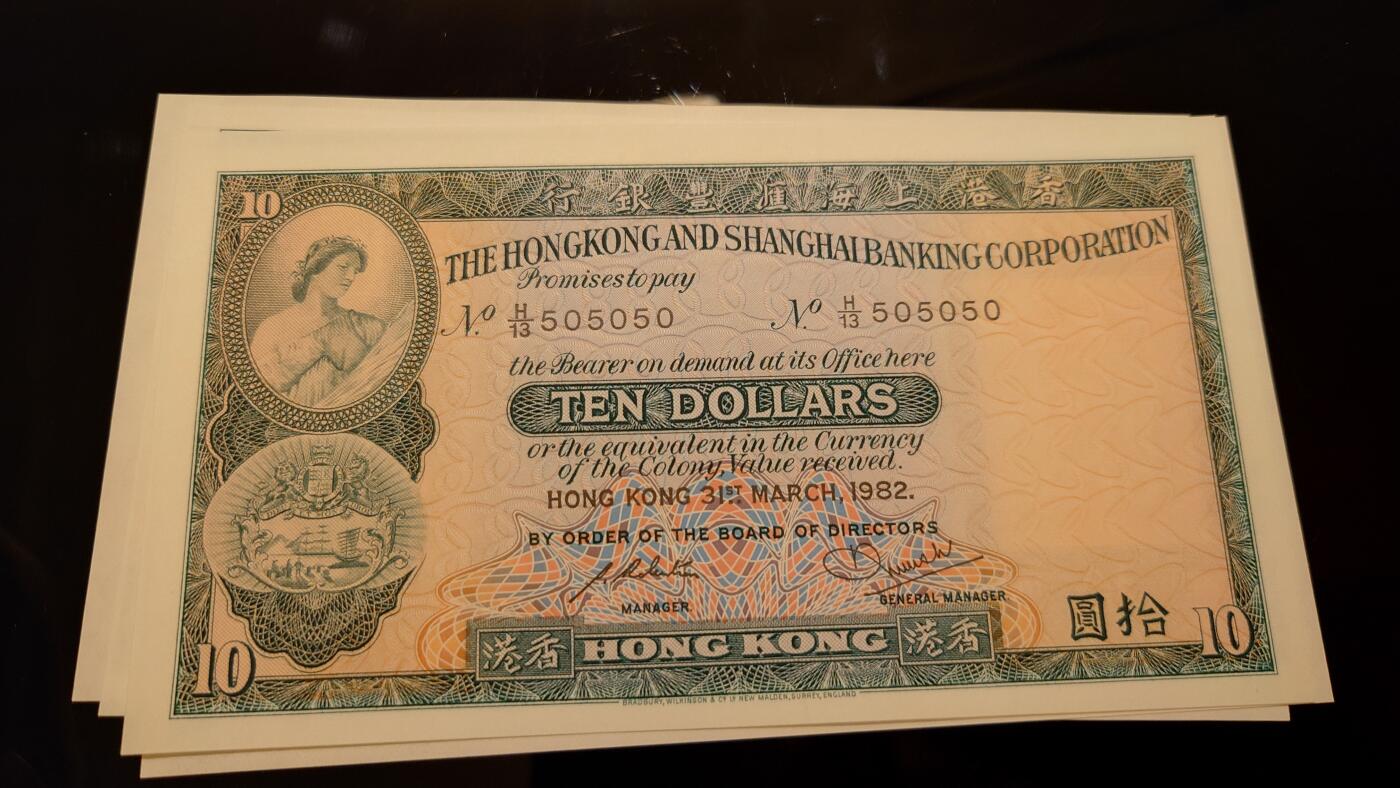 10
行銀豐滙海上港香
THE HONGKONG AND SHANGHAI BANKING CORPORATION
Promises to pay
No. H/13 505050 No. H/13 505050
the Bearer on demand at its Office here
TEN DOLLARS
or the equivalent in the Currency
of the Colony, Value received.
HONG KONG 31ST MARCH, 1982.
BY ORDER OF THE BOARD OF DIRECTORS
MANAGER. GENERAL MANAGER.
圓拾
10 港香 HONG KONG 港香 10
BRADBURY, WILKINSON & Co. Ld. NEW MALDEN, SURREY, ENGLAND